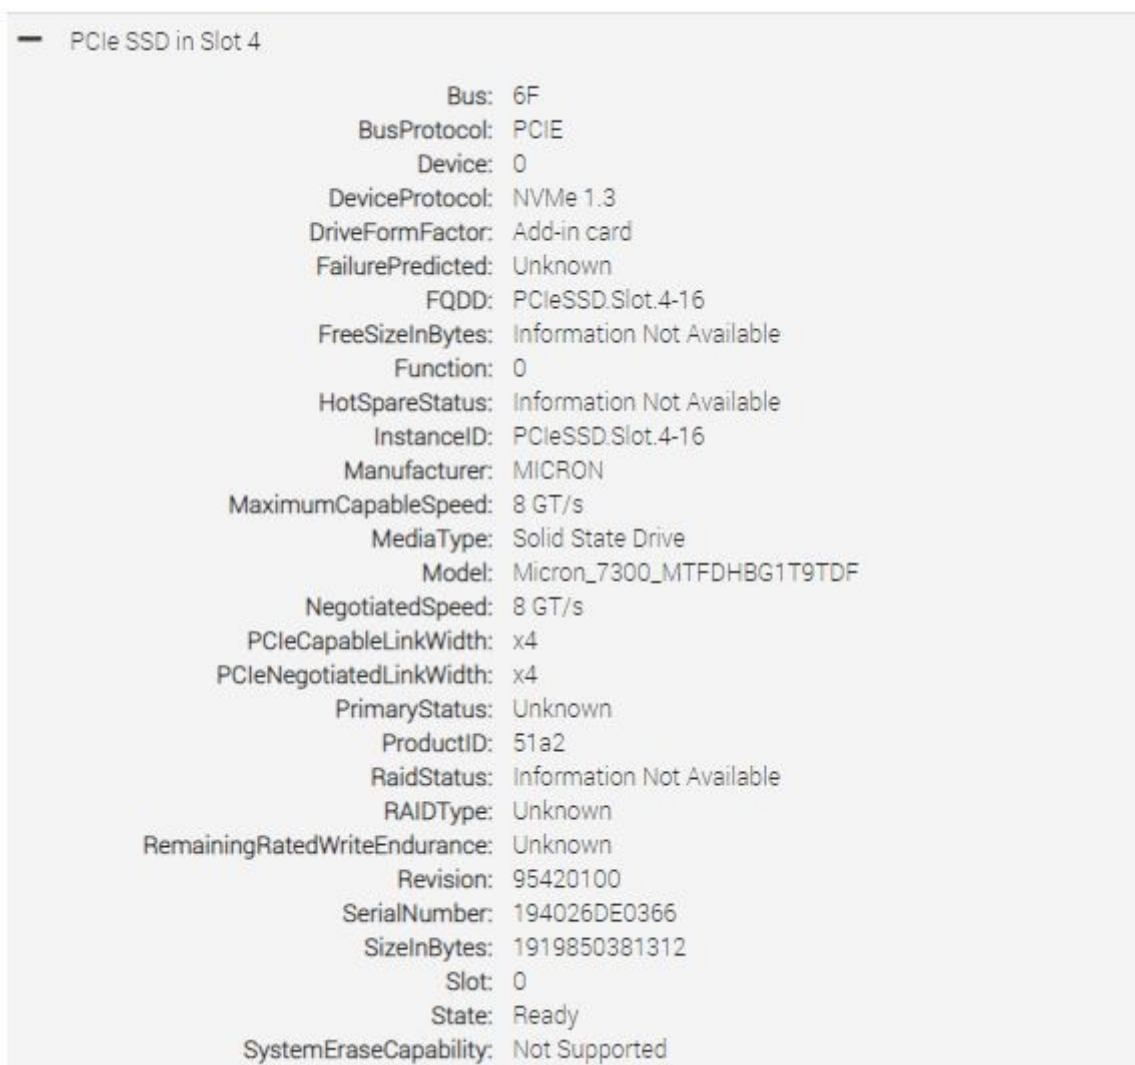 PCIe SSD in Slot 4
Bus: 6F
BusProtocol: PCIE
Device: 0
DeviceProtocol: NVMe 1.3
DriveFormFactor: Add-in card
FailurePredicted: Unknown
FQDD: PCIeSSD.Slot.4-16
FreeSizeInBytes: Information Not Available
Function: 0
HotSpareStatus: Information Not Available
InstanceID: PCIeSSD.Slot.4-16
Manufacturer: MICRON
MaximumCapableSpeed: 8 GT/s
MediaType: Solid State Drive
Model: Micron_7300_MTFDHBG1T9TDF
NegotiatedSpeed: 8 GT/s
PCIeCapableLinkWidth: x4
PCIeNegotiatedLinkWidth: x4
PrimaryStatus: Unknown
ProductID: 51a2
RaidStatus: Information Not Available
RAIDType: Unknown
RemainingRatedWriteEndurance: Unknown
Revision: 95420100
SerialNumber: 194026DE0366
SizeInBytes: 1919850381312
Slot: 0
State: Ready
SystemEraseCapability: Not Supported